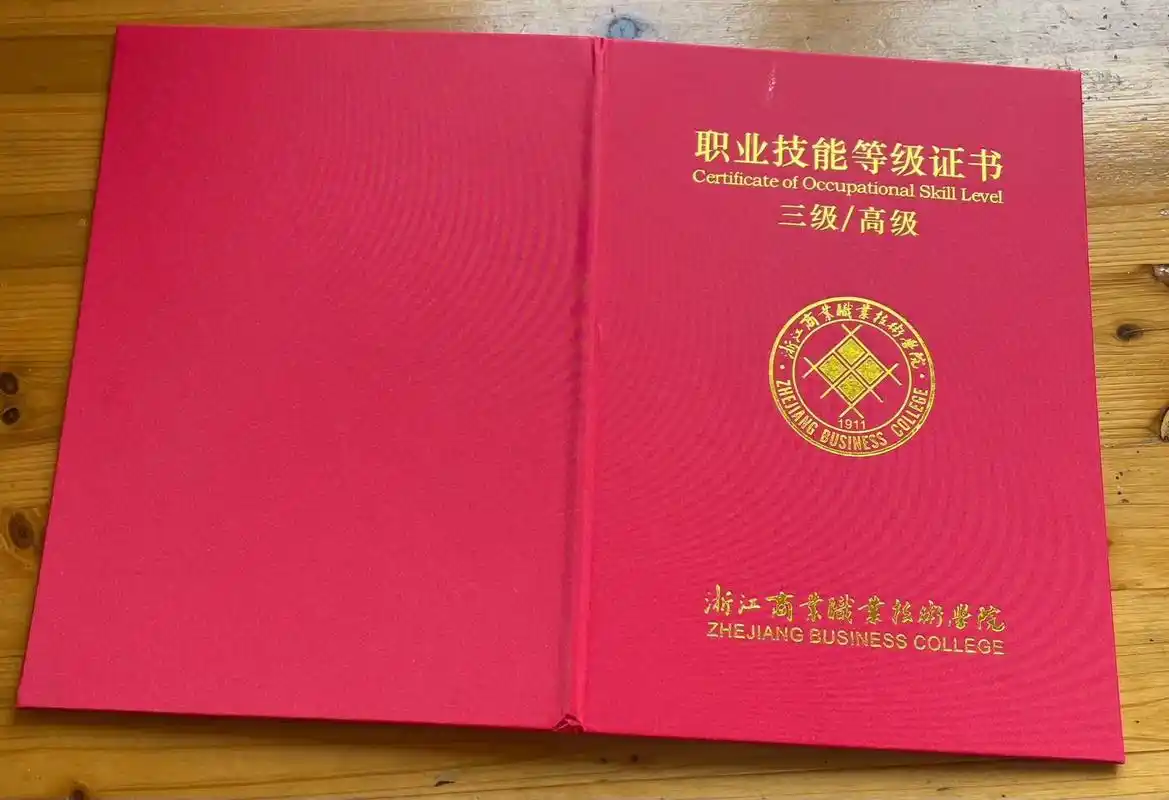 职业技能等级证书
Certificate of Occupational Skill Level
三级/高级
浙江商業職業技術學院
1911
ZHEJIANG BUSINESS COLLEGE
浙江商業職業技術學院
ZHEJIANG BUSINESS COLLEGE